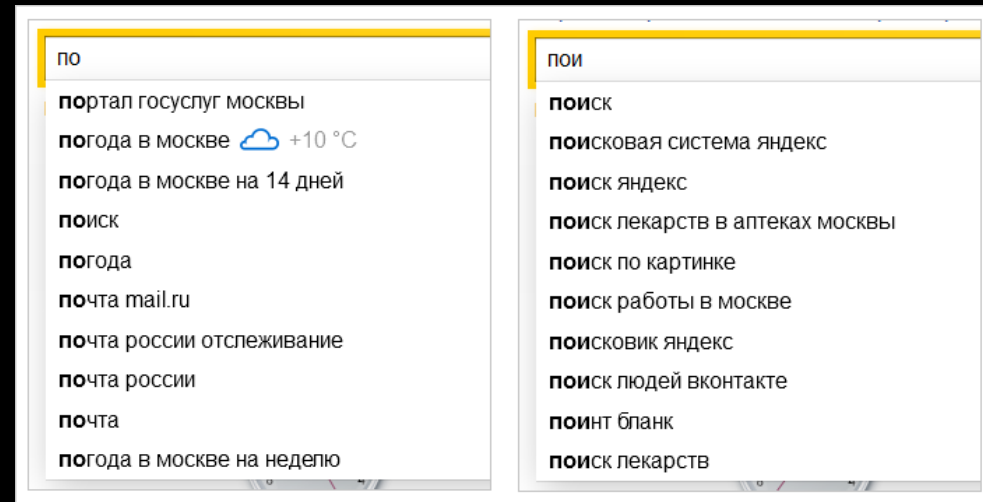 по
портал госуслуг москвы
погода в москве +10 °C
погода в москве на 14 дней
поиск
погода
почта mail.ru
почта россии отслеживание
почта россии
почта
погода в москве на неделю
пои
поиск
поисковая система яндекс
поиск яндекс
поиск лекарств в аптеках москвы
поиск по картинке
поиск работы в москве
поисковик яндекс
поиск людей вконтакте
поинт бланк
поиск лекарств